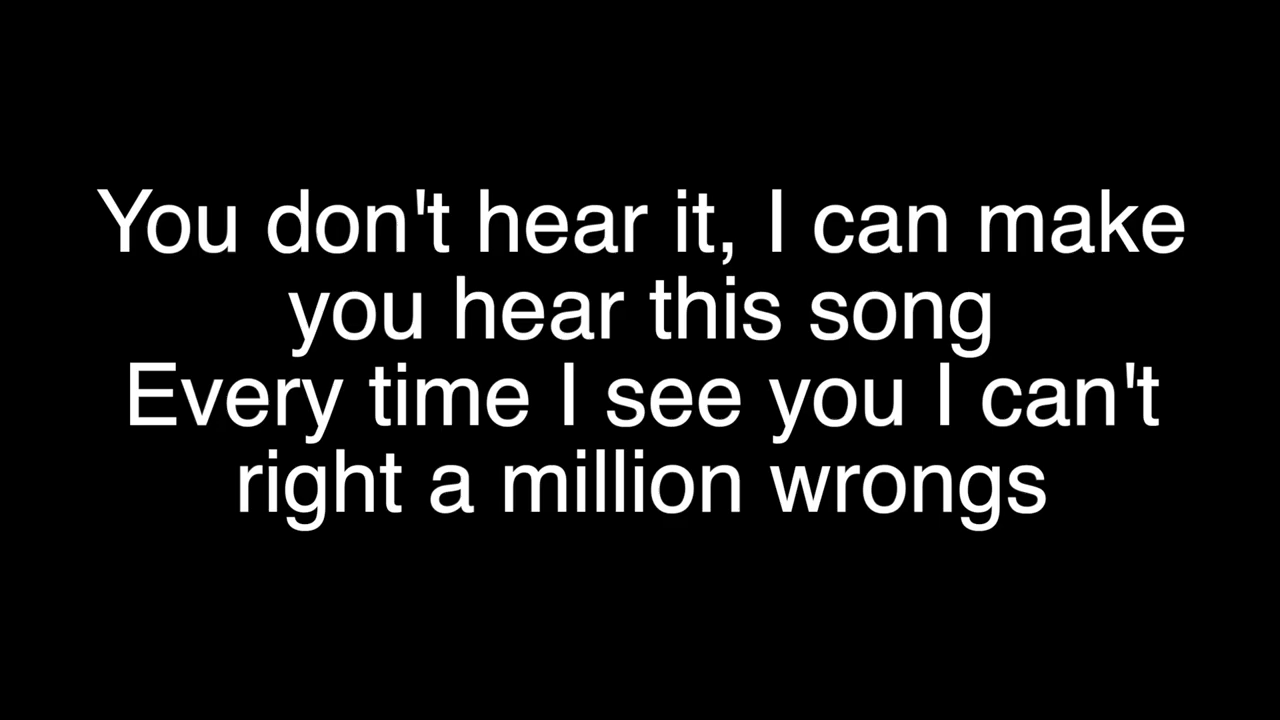 You don't hear it, I can make
you hear this song
Every time I see you I can't
right a million wrongs